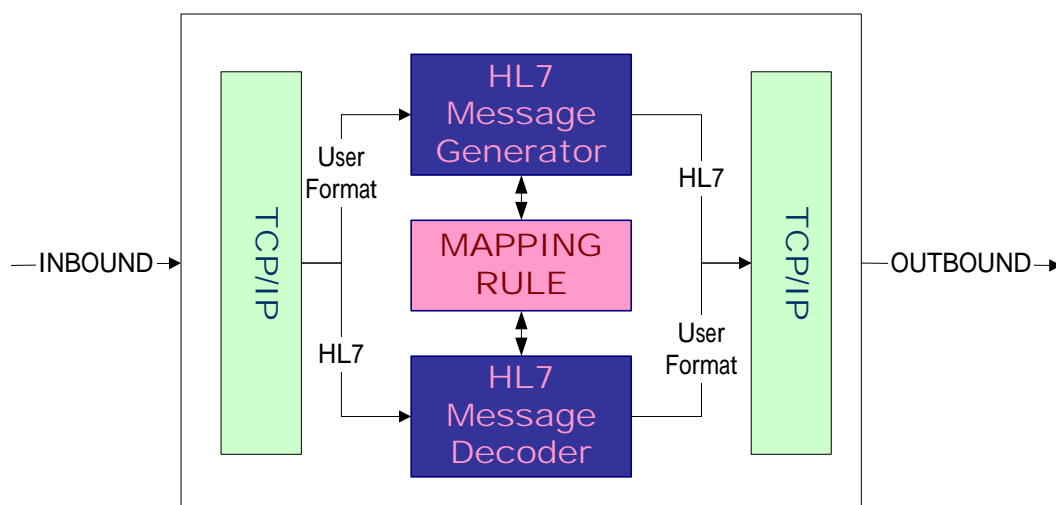 INBOUND
TCP/IP
User
Format
HL7
HL7
Message
Generator
MAPPING
RULE
HL7
Message
Decoder
HL7
User
Format
TCP/IP
OUTBOUND